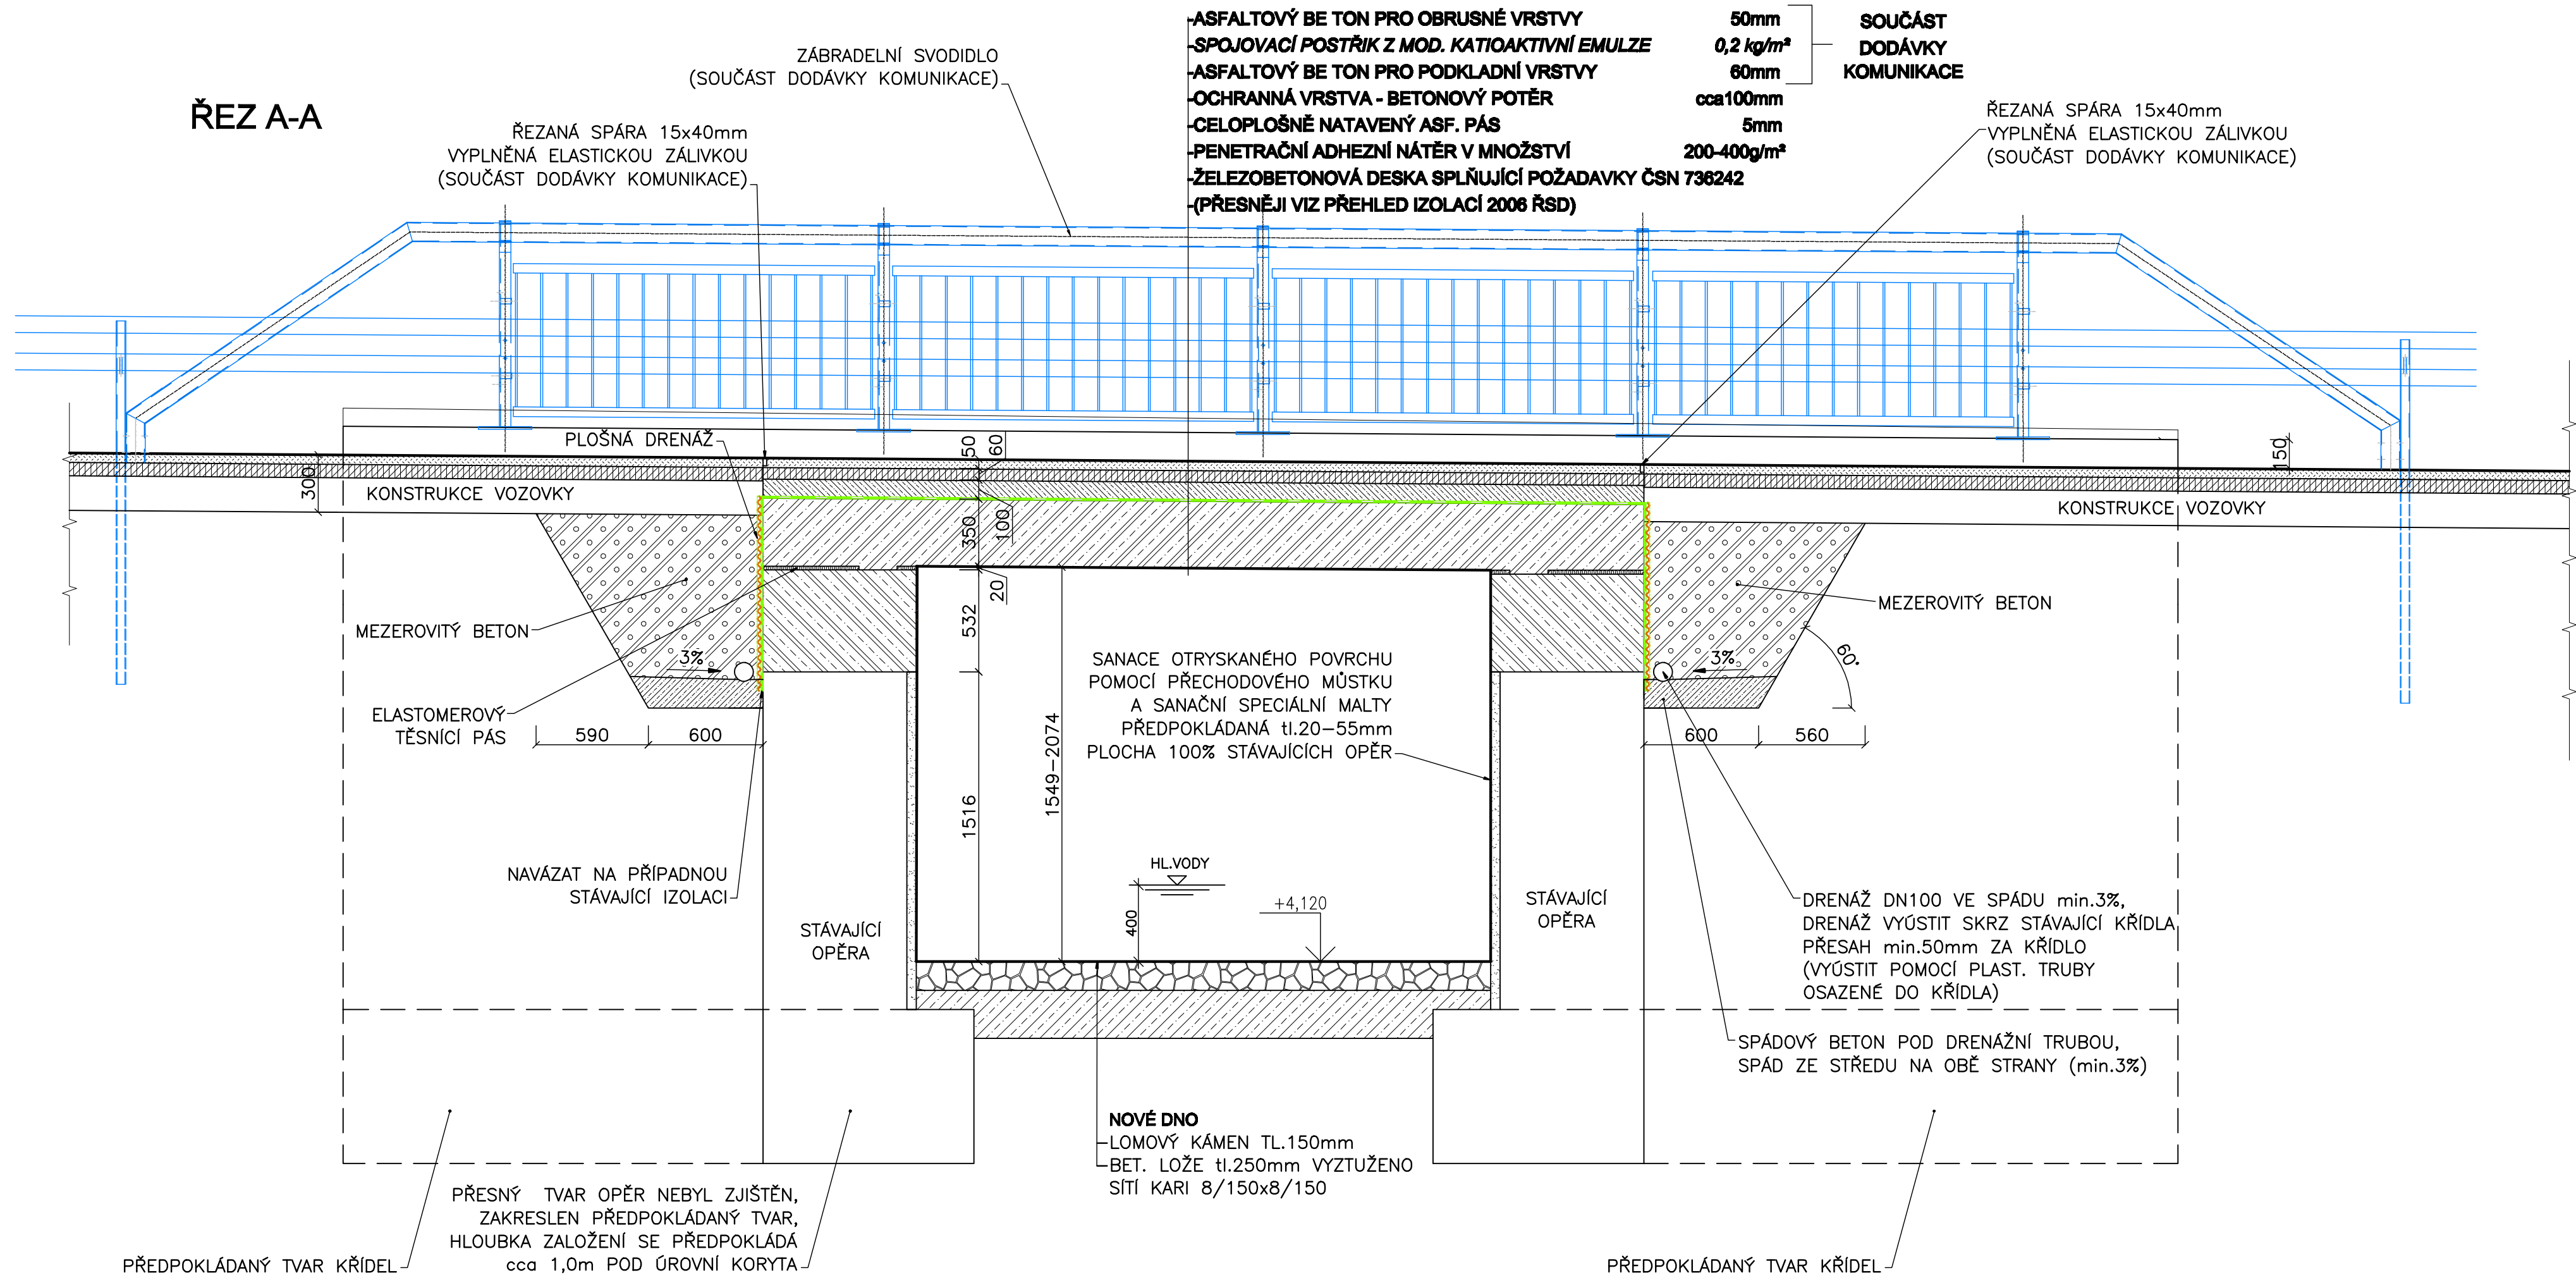 ŘEZ A-A
ZÁBRADELNÍ SVODIDLO
(SOUČÁST DODÁVKY KOMUNIKACE)
ŘEZANÁ SPÁRA 15x40mm
VYPLNĚNÁ ELASTICKOU ZÁLIVKOU
(SOUČÁST DODÁVKY KOMUNIKACE)
-ASFALTOVÝ BE TON PRO OBRUSNÉ VRSTVY 50mm
-SPOJOVACÍ POSTŘIK Z MOD. KATIOAKTIVNÍ EMULZE 0,2 kg/m²
-ASFALTOVÝ BE TON PRO PODKLADNÍ VRSTVY 60mm
-OCHRANNÁ VRSTVA - BETONOVÝ POTĚR cca100mm
-CELOPLOŠNĚ NATAVENÝ ASF. PÁS 5mm
-PENETRAČNÍ ADHEZNÍ NÁTĚR V MNOŽSTVÍ 200-400g/m²
-ŽELEZOBETONOVÁ DESKA SPLŇUJÍCÍ POŽADAVKY ČSN 736242
-(PŘESNĚJI VIZ PŘEHLED IZOLACÍ 2006 ŘSD)
SOUČÁST
DODÁVKY
KOMUNIKACE
ŘEZANÁ SPÁRA 15x40mm
VYPLNĚNÁ ELASTICKOU ZÁLIVKOU
(SOUČÁST DODÁVKY KOMUNIKACE)
PLOŠNÁ DRENÁŽ
50
60
150
300
KONSTRUKCE VOZOVKY
KONSTRUKCE VOZOVKY
350
100
20
532
MEZEROVITÝ BETON
MEZEROVITÝ BETON
3%
3%
60°
ELASTOMEROVÝ
TĚSNÍCÍ PÁS
590
600
600
560
SANACE OTRYSKANÉHO POVRCHU
POMOCÍ PŘECHODOVÉHO MŮSTKU
A SANAČNÍ SPECIÁLNÍ MALTY
PŘEDPOKLÁDANÁ tl.20-55mm
PLOCHA 100% STÁVAJÍCÍCH OPĚR
1516
1549-2074
HL.VODY
400
+4,120
NAVÁZAT NA PŘÍPADNOU
STÁVAJÍCÍ IZOLACI
STÁVAJÍCÍ
OPĚRA
STÁVAJÍCÍ
OPĚRA
DRENÁŽ DN100 VE SPÁDU min.3%,
DRENÁŽ VYÚSTIT SKRZ STÁVAJÍCÍ KŘÍDLA
PŘESAH min.50mm ZA KŘÍDLO
(VYÚSTIT POMOCÍ PLAST. TRUBY
OSAZENÉ DO KŘÍDLA)
SPÁDOVÝ BETON POD DRENÁŽNÍ TRUBOU,
SPÁD ZE STŘEDU NA OBĚ STRANY (min.3%)
NOVÉ DNO
LOMOVÝ KÁMEN TL.150mm
BET. LOŽE tl.250mm VYZTUŽENO
SÍTÍ KARI 8/150x8/150
PŘESNÝ TVAR OPĚR NEBYL ZJIŠTĚN,
ZAKRESLEN PŘEDPOKLÁDANÝ TVAR,
HLOUBKA ZALOŽENÍ SE PŘEDPOKLÁDÁ
cca 1,0m POD ÚROVNÍ KORYTA
PŘEDPOKLÁDANÝ TVAR KŘÍDEL
PŘEDPOKLÁDANÝ TVAR KŘÍDEL